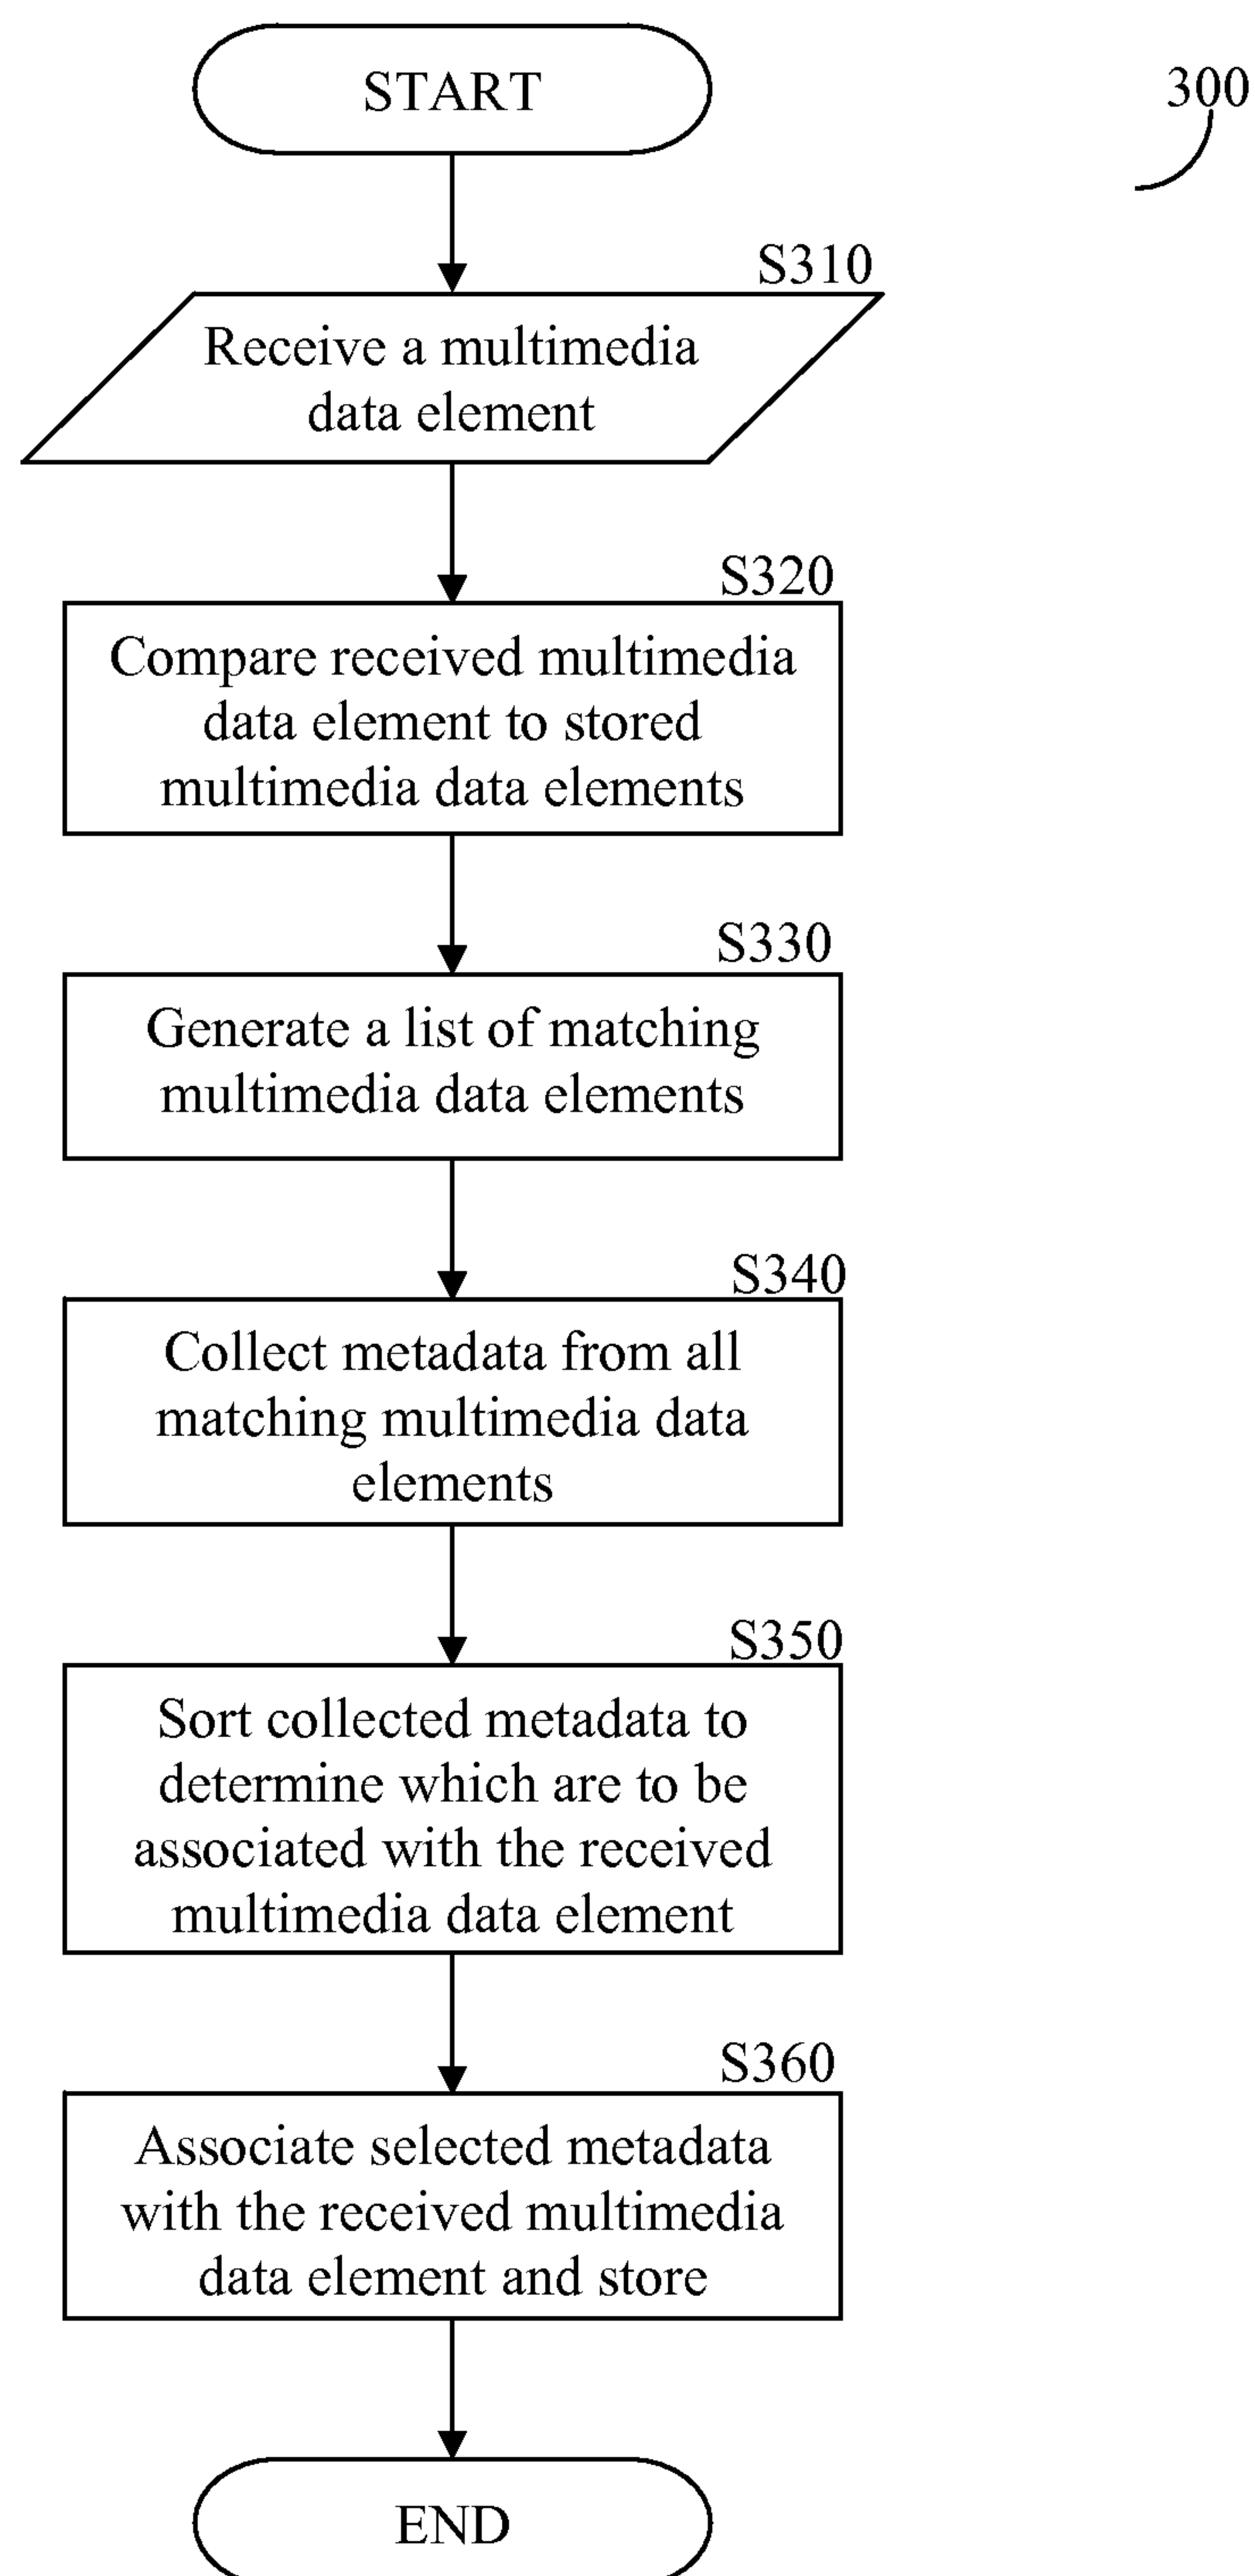 START
300
S310
Receive a multimedia
data element
S320
Compare received multimedia
data element to stored
multimedia data elements
S330
Generate a list of matching
multimedia data elements
S340
Collect metadata from all
matching multimedia data
elements
S350
Sort collected metadata to
determine which are to be
associated with the received
multimedia data element
S360
Associate selected metadata
with the received multimedia
data element and store
END